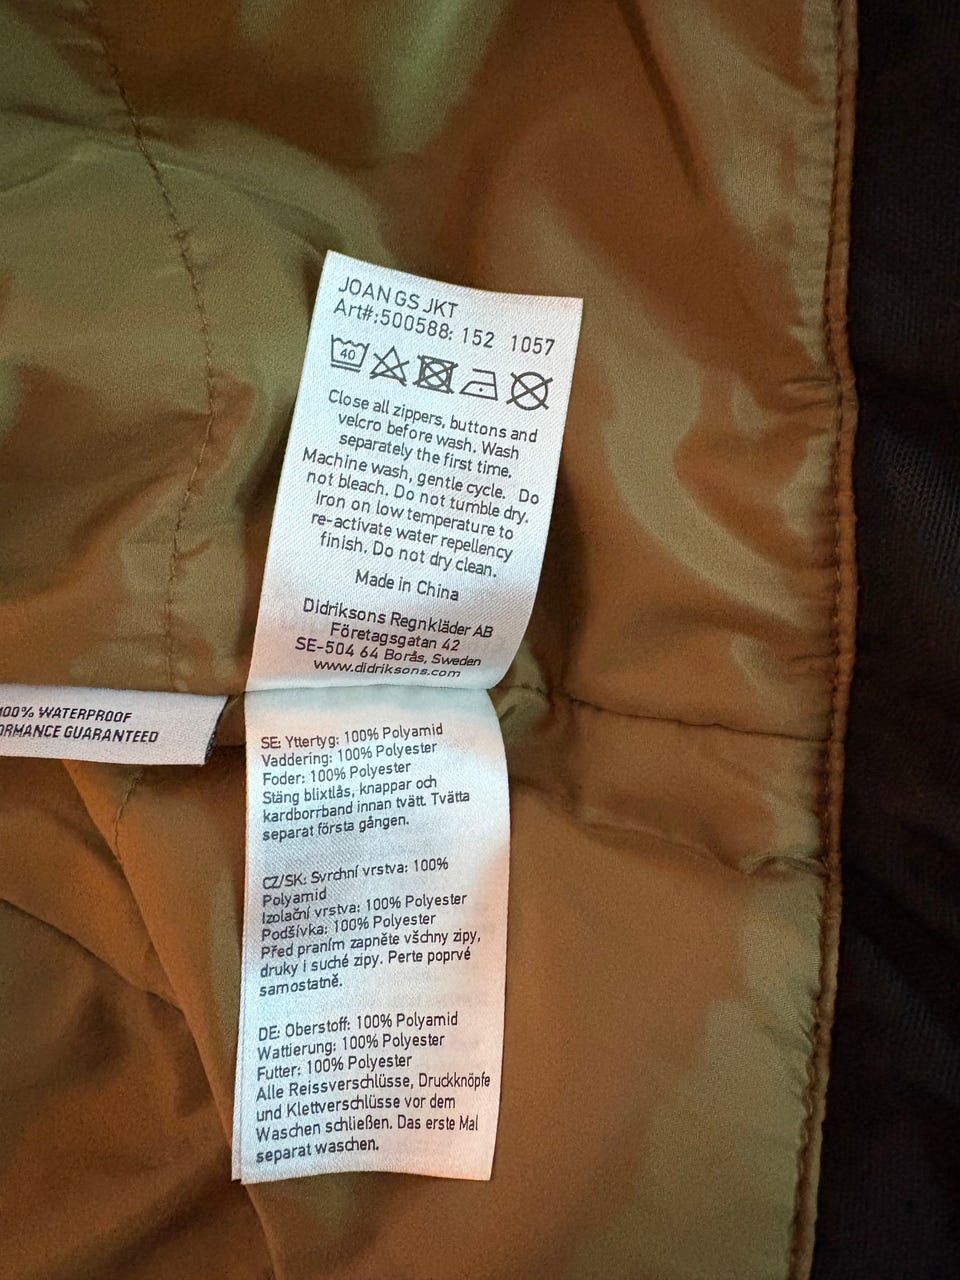 JOAN GS JKT
Art#:500588: 152 1057
40
Close all zippers, buttons and
velcro before wash. Wash
separately the first time.
Machine wash, gentle cycle. Do
not bleach. Do not tumble dry.
Iron on low temperature to
re-activate water repellency
finish. Do not dry clean.
Made in China
Didriksons Regnkläder AB
Företagsgatan 42
SE-504 64 Borås, Sweden
www.didriksons.com
100% WATERPROOF
ORMANCE GUARANTEED
SE: Yttertyg: 100% Polyamid
Vaddering: 100% Polyester
Foder: 100% Polyester
Stäng blixtlås, knappar och
kardborrband innan tvätt. Tvätta
separat första gången.
CZ/SK: Svrchní vrstva: 100%
Polyamid
Izolační vrstva: 100% Polyester
Podšívka: 100% Polyester
Před praním zapněte všchny zipy,
druky i suché zipy. Perte poprvé
samostatně.
DE: Oberstoff: 100% Polyamid
Wattierung: 100% Polyester
Futter: 100% Polyester
Alle Reissverschlüsse, Druckknöpfe
und Klettverschlüsse vor dem
Waschen schließen. Das erste Mal
separat waschen.